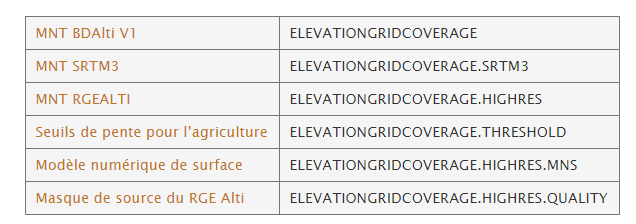 MNT BDAlti V1 ELEVATIONGRIDCOVERAGE
MNT SRTM3 ELEVATIONGRIDCOVERAGE.SRTM3
MNT RGEALTI ELEVATIONGRIDCOVERAGE.HIGHRES
Seuils de pente pour l'agriculture ELEVATIONGRIDCOVERAGE.THRESHOLD
Modèle numérique de surface ELEVATIONGRIDCOVERAGE.HIGHRES.MNS
Masque de source du RGE Alti ELEVATIONGRIDCOVERAGE.HIGHRES.QUALITY